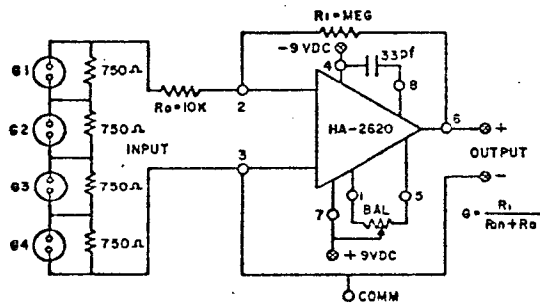 R1=MEG
-9 VDC
33pf
4
8
G1
750Ω
Ro=10K
2
HA-2620
6
+
G2
750Ω
INPUT
OUTPUT
3
-
G3
750Ω
1
5
BAL
7
G = R1 / Ron+Ro
G4
750Ω
+ 9VDC
COMM